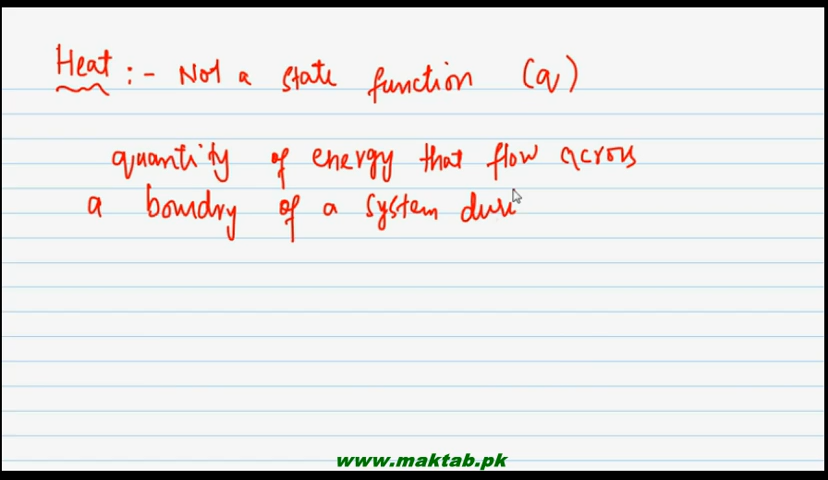 Heat :- Not a state function (q)
quantity of energy that flow across
a boundry of a system duri
www.maktab.pk